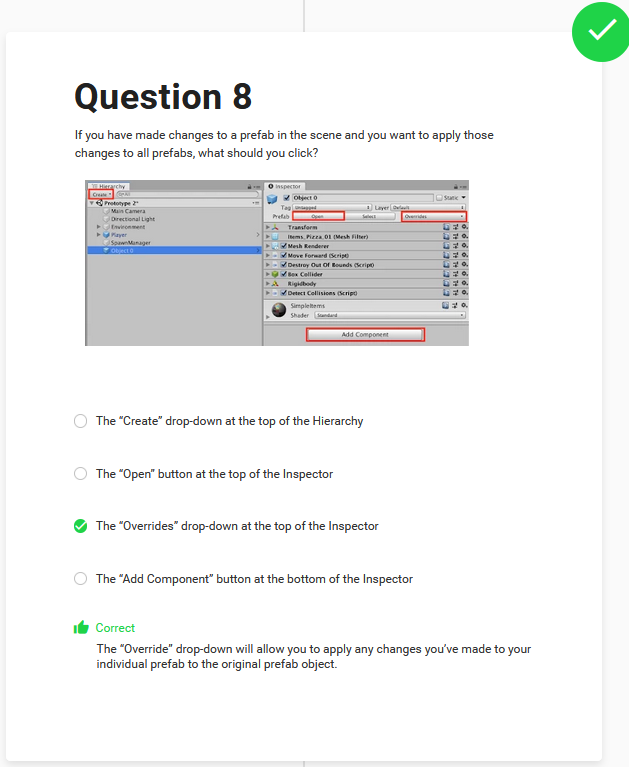 Question 8
If you have made changes to a prefab in the scene and you want to apply those
changes to all prefabs, what should you click?
Hierarchy
Create
Prototype 2*
Main Camera
Directional Light
Environment
Player
SpawnManager
Object 0
Inspector
Object 0
Static
Tag Untagged
Layer Default
Prefab Open Select Overrides
Transform
Items_Pizza_01 (Mesh Filter)
Mesh Renderer
Move Forward (Script)
Destroy Out Of Bounds (Script)
Box Collider
Rigidbody
Detect Collisions (Script)
SimpleItems
Shader Standard
Add Component
The “Create” drop-down at the top of the Hierarchy
The “Open” button at the top of the Inspector
The “Overrides” drop-down at the top of the Inspector
The “Add Component” button at the bottom of the Inspector
Correct
The “Override” drop-down will allow you to apply any changes you’ve made to your
individual prefab to the original prefab object.